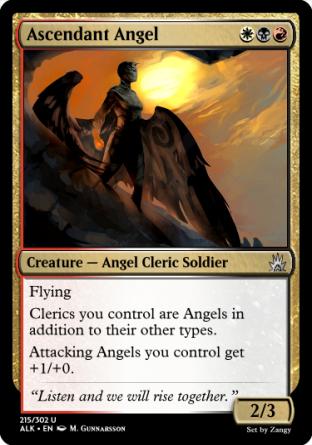 Ascendant Angel
Creature — Angel Cleric Soldier
Flying
Clerics you control are Angels in
addition to their other types.
Attacking Angels you control get
+1/+0.
“Listen and we will rise together.”
2/3
215/302 U
ALK • EN M. Gunnarsson
Set by Zangy